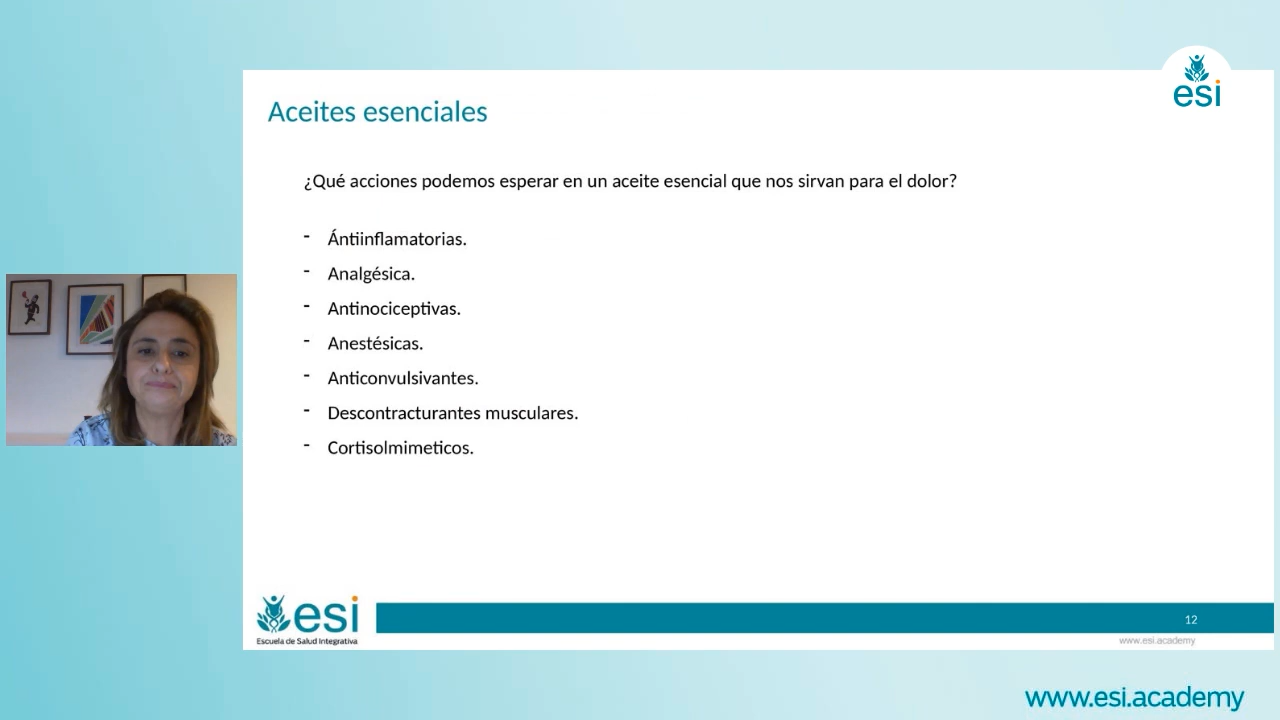 esi
Aceites esenciales
¿Qué acciones podemos esperar en un aceite esencial que nos sirvan para el dolor?
- Ántiinflamatorias.
- Analgésica.
- Antinociceptivas.
- Anestésicas.
- Anticonvulsivantes.
- Descontracturantes musculares.
- Cortisolmimeticos.
esi
Escuela de Salud Integrativa
12
www.esi.academy
www.esi.academy